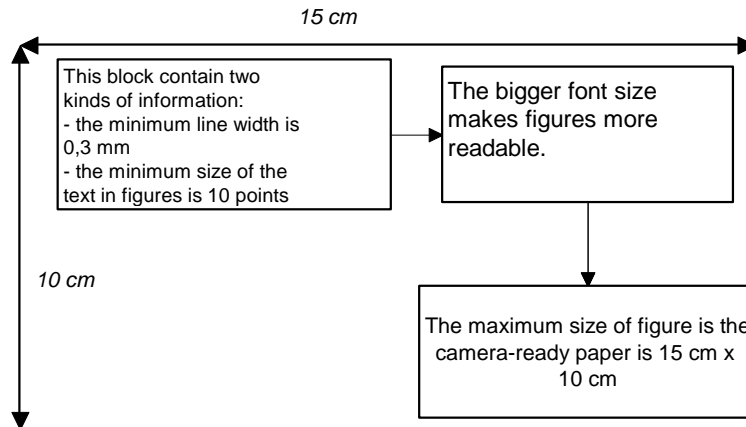 15 cm
This block contain two
kinds of information:
- the minimum line width is
0,3 mm
- the minimum size of the
text in figures is 10 points
The bigger font size
makes figures more
readable.
10 cm
The maximum size of figure is the
camera-ready paper is 15 cm x
10 cm